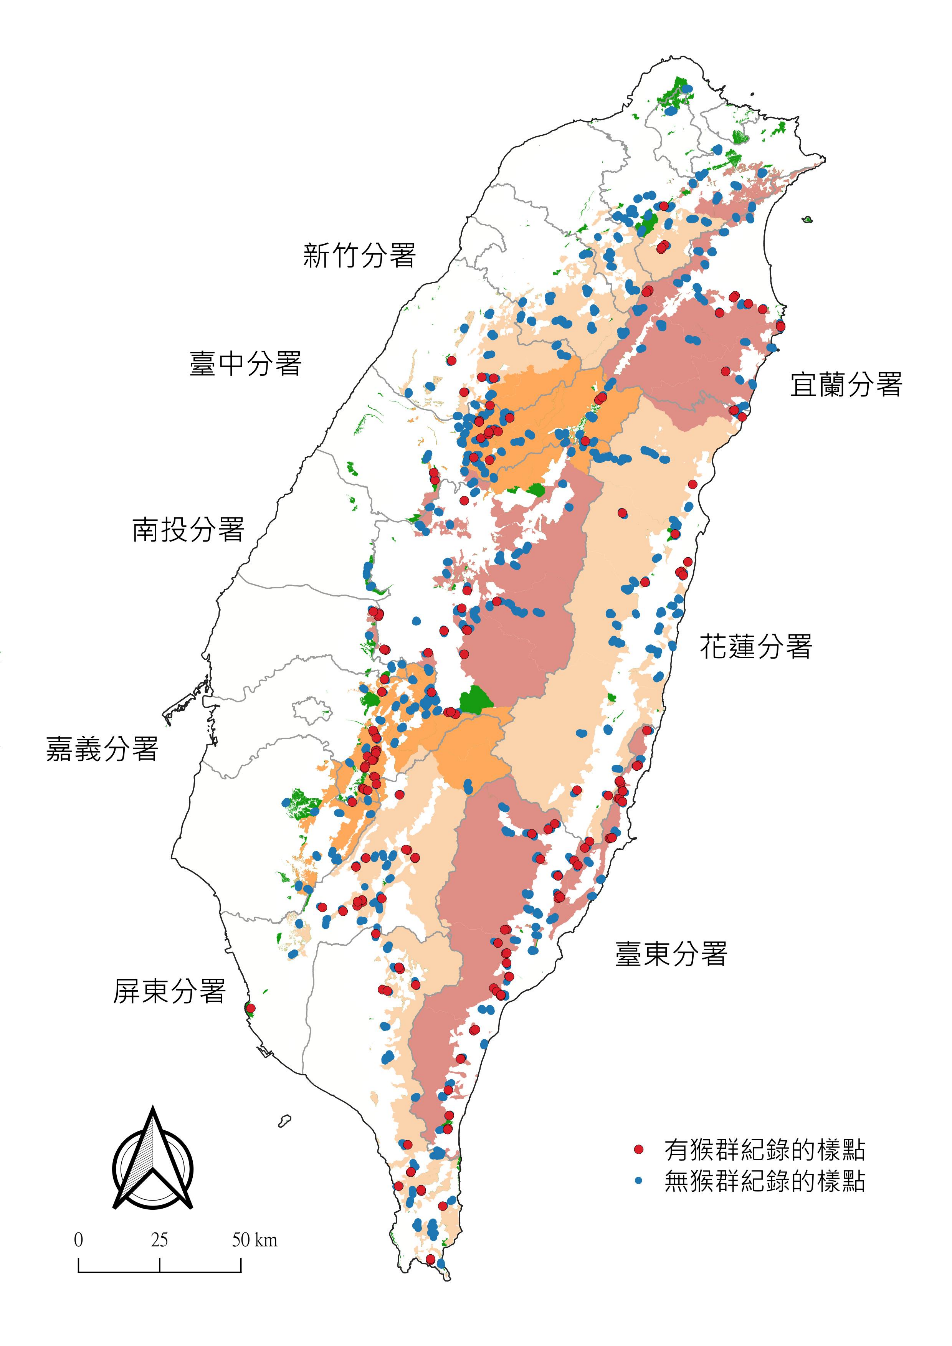 新竹分署
臺中分署
宜蘭分署
南投分署
花蓮分署
嘉義分署
臺東分署
屏東分署
有猴群紀錄的樣點
無猴群紀錄的樣點
0 25 50 km